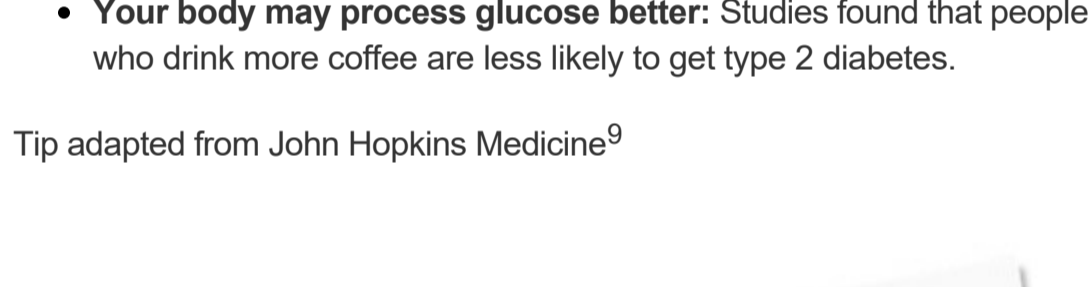 • Your body may process glucose better: Studies found that people
who drink more coffee are less likely to get type 2 diabetes.
Tip adapted from John Hopkins Medicine⁹